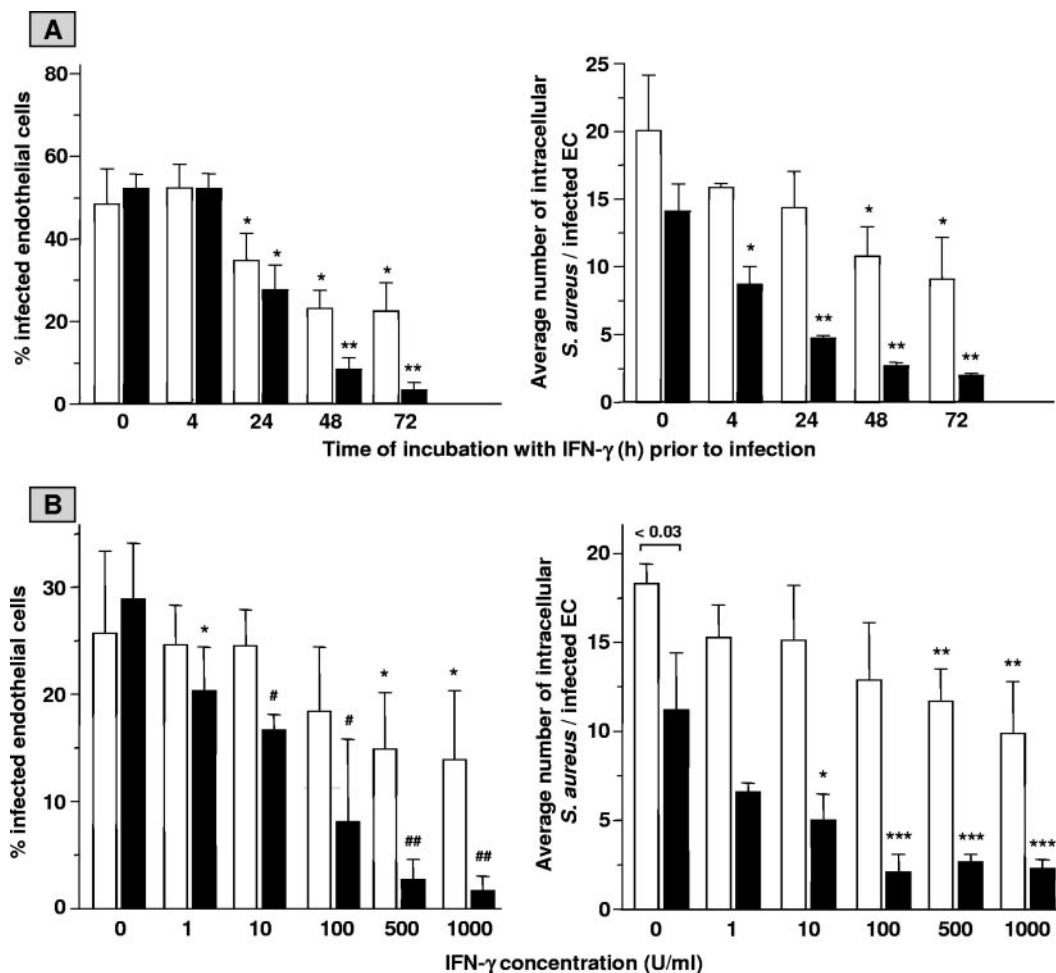 A
% infected endothelial cells
80
60
40
20
0
* * * ** * **
0 4 24 48 72
Average number of intracellular
S. aureus / infected EC
25
20
15
10
5
0
* ** * ** * **
0 4 24 48 72
Time of incubation with IFN-γ (h) prior to infection
B
% infected endothelial cells
30
20
10
0
* # # * ## * ##
0 1 10 100 500 1000
Average number of intracellular
S. aureus / infected EC
20
15
10
5
0
< 0.03
* *** ** *** ** ***
0 1 10 100 500 1000
IFN-γ concentration (U/ml)